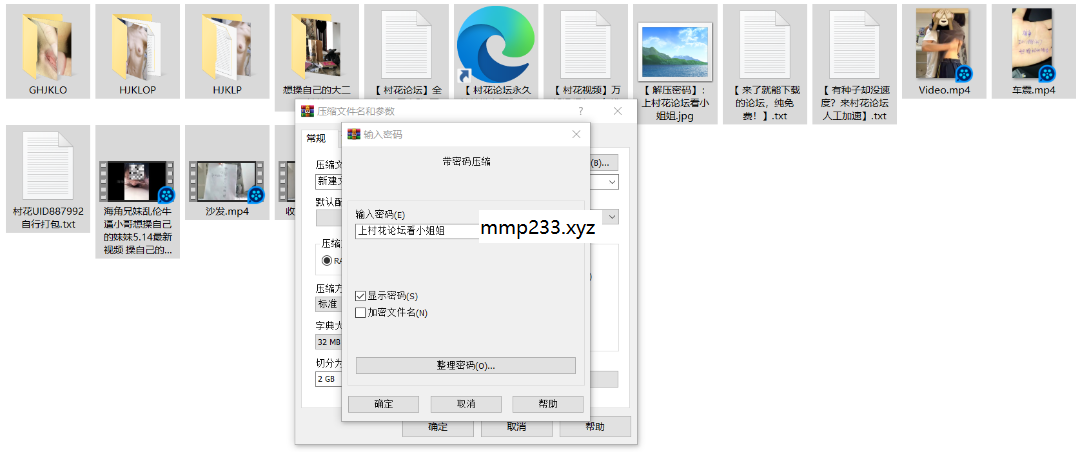 GHJKLO
HJKLOP
HJKLP
想操自己的大二
【 村花论坛】全
【 村花论坛永久
【 村花视频】万
【 解压密码】：
上村花论坛看小
姐姐.jpg
【 来了就能下载
的论坛，纯免
费！ 】.txt
【 有种子却没速
度？来村花论坛
人工加速】.txt
Video.mp4
车震.mp4
村花UID887992
自行打包.txt
海角兄妹乱伦牛
逼小哥想操自己
的妹妹5.14最新
视频 操自己的...
沙发.mp4
收
压缩文件名和参数
?
常规
压缩文
(B)...
新建文
默认配
压缩
RA
压缩方
标准
字典大
32 MB
切分为
2 GB
确定
取消
帮助
输入密码
带密码压缩
输入密码(E)
上村花论坛看小姐姐
mmp233.xyz
显示密码(S)
加密文件名(N)
整理密码(O)...
确定
取消
帮助